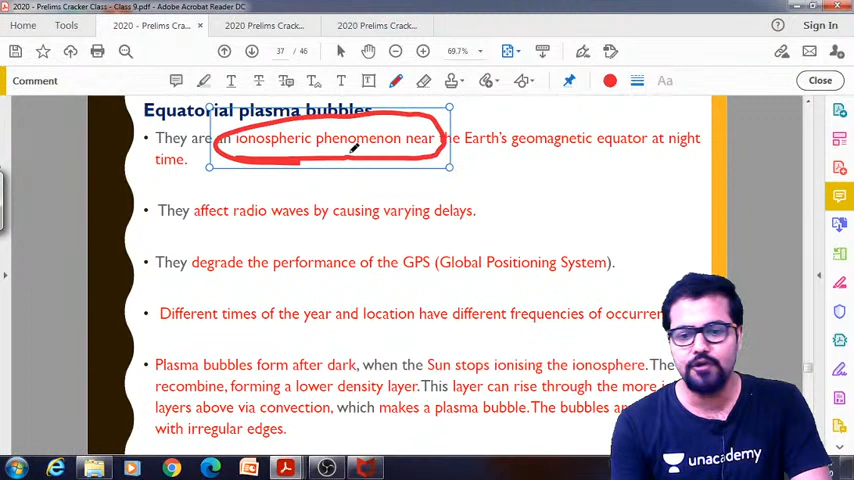 2020 - Prelims Cracker Class - Class 9.pdf - Adobe Acrobat Reader DC
Home Tools 2020 - Prelims Cra... × 2020 - Prelims Cra... 2020 - Prelims Cra... Sign In
37 / 46 69.7%
Comment T T T Aa Close
Equatorial plasma bubbles
• They are an ionospheric phenomenon near the Earth's geomagnetic equator at night
time.
• They affect radio waves by causing varying delays.
• They degrade the performance of the GPS (Global Positioning System).
• Different times of the year and location have different frequencies of
• Plasma bubbles form after dark, when the Sun stops ionising the ionosphere. The
recombine, forming a lower density layer. This layer can rise through the more
layers above via convection, which makes a plasma bubble. The bubbles
with irregular edges.
unacademy